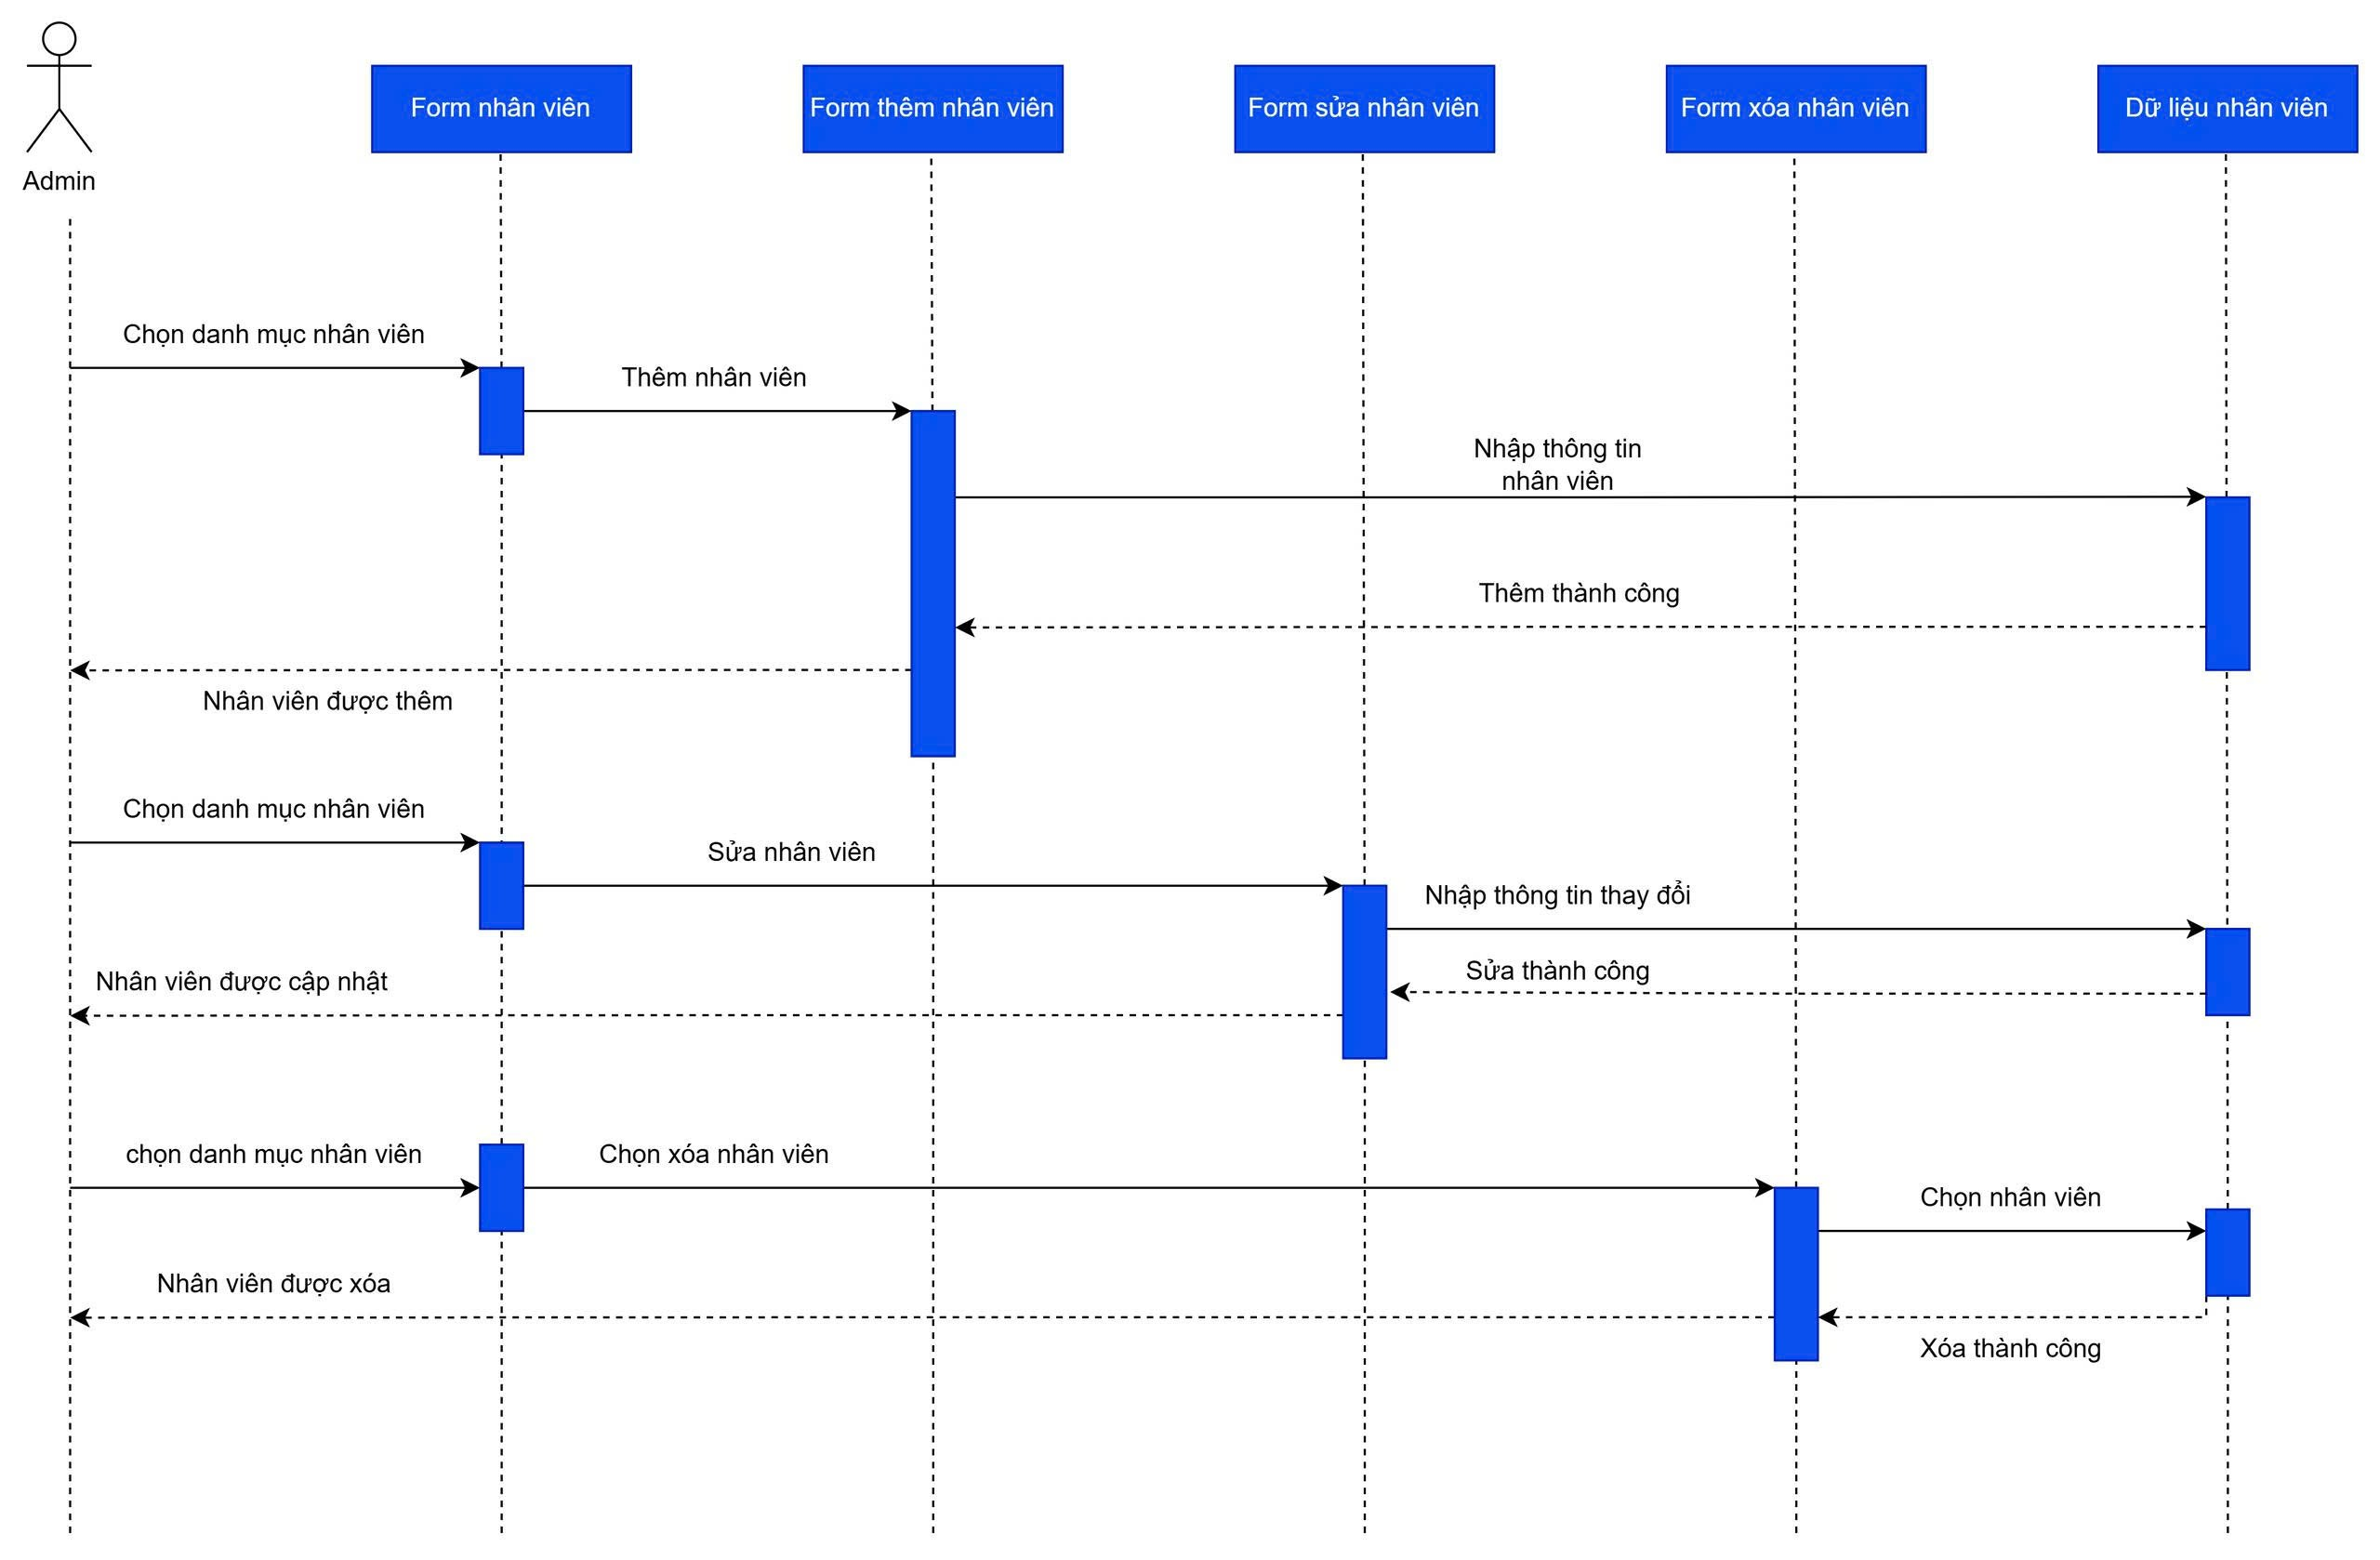 Admin
Form nhân viên
Form thêm nhân viên
Form sửa nhân viên
Form xóa nhân viên
Dữ liệu nhân viên
Chọn danh mục nhân viên
Thêm nhân viên
Nhập thông tin
nhân viên
Thêm thành công
Nhân viên được thêm
Chọn danh mục nhân viên
Sửa nhân viên
Nhập thông tin thay đổi
Sửa thành công
Nhân viên được cập nhật
chọn danh mục nhân viên
Chọn xóa nhân viên
Chọn nhân viên
Nhân viên được xóa
Xóa thành công